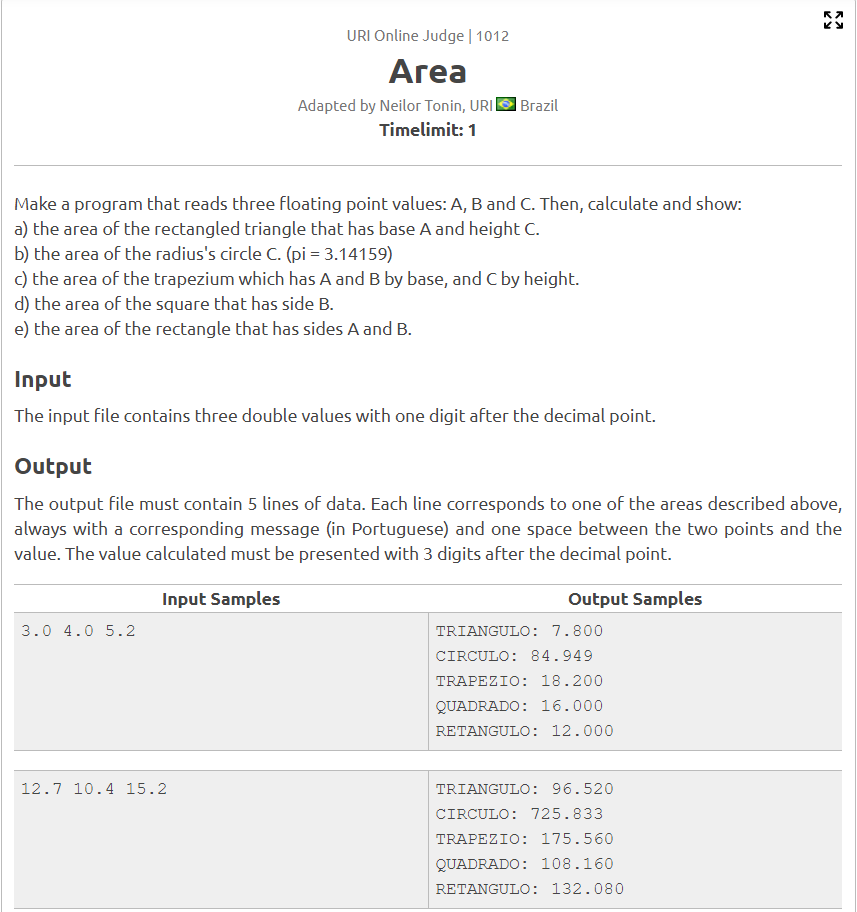 URI Online Judge | 1012
Area
Adapted by Neilor Tonin, URI Brazil
Timelimit: 1
Make a program that reads three floating point values: A, B and C. Then, calculate and show:
a) the area of the rectangled triangle that has base A and height C.
b) the area of the radius's circle C. (pi = 3.14159)
c) the area of the trapezium which has A and B by base, and C by height.
d) the area of the square that has side B.
e) the area of the rectangle that has sides A and B.
Input
The input file contains three double values with one digit after the decimal point.
Output
The output file must contain 5 lines of data. Each line corresponds to one of the areas described above,
always with a corresponding message (in Portuguese) and one space between the two points and the
value. The value calculated must be presented with 3 digits after the decimal point.
Input Samples
Output Samples
3.0 4.0 5.2
TRIANGULO: 7.800
CIRCULO: 84.949
TRAPEZIO: 18.200
QUADRADO: 16.000
RETANGULO: 12.000
12.7 10.4 15.2
TRIANGULO: 96.520
CIRCULO: 725.833
TRAPEZIO: 175.560
QUADRADO: 108.160
RETANGULO: 132.080